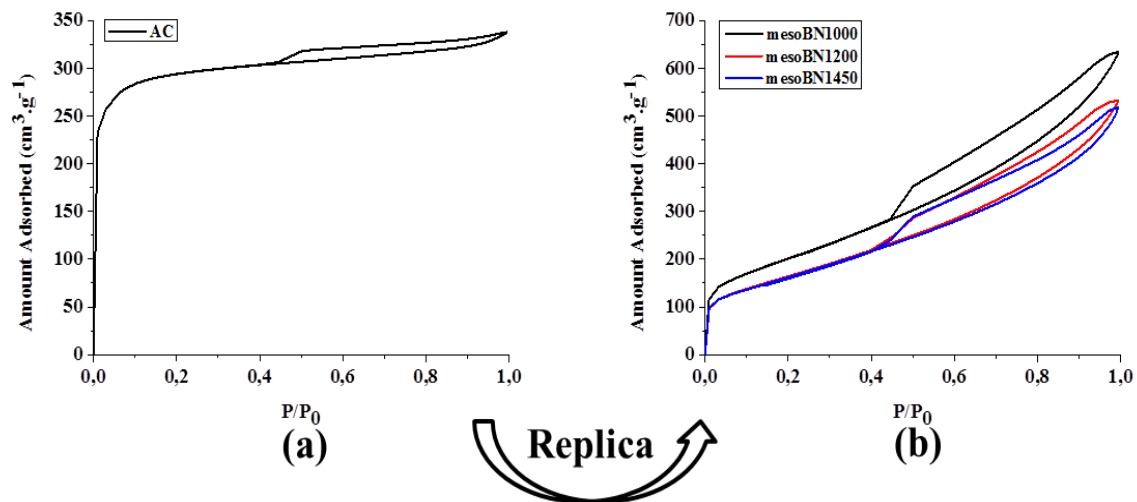 350
300
250
200
150
100
50
0
Amount Adsorbed (cm³.g⁻¹)
AC
0,0 0,2 0,4 0,6 0,8 1,0
P/P₀
(a)
700
600
500
400
300
200
100
0
Amount Adsorbed (cm³.g⁻¹)
mesoBN1000
mesoBN1200
mesoBN1450
0,0 0,2 0,4 0,6 0,8 1,0
P/P₀
(b)
Replica